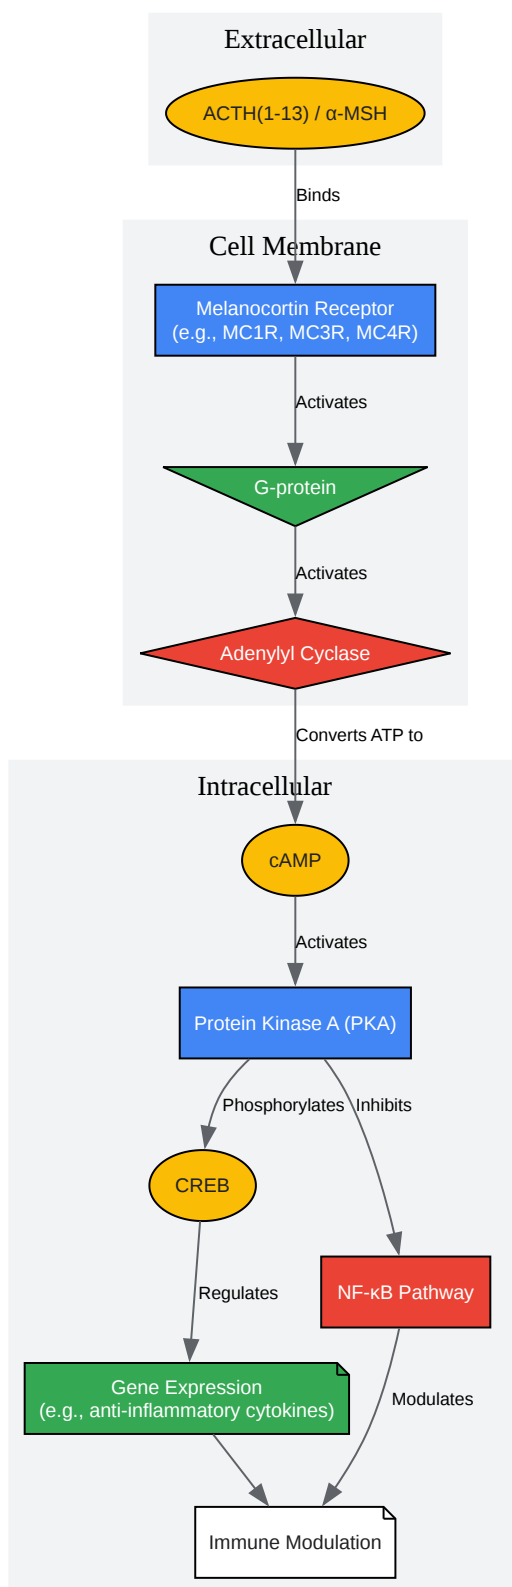 Extracellular
ACTH(1-13) / α-MSH
Binds
Cell Membrane
Melanocortin Receptor
(e.g., MC1R, MC3R, MC4R)
Activates
G-protein
Activates
Adenylyl Cyclase
Converts ATP to
Intracellular
cAMP
Activates
Protein Kinase A (PKA)
Phosphorylates
Inhibits
CREB
Regulates
NF-κB Pathway
Gene Expression
(e.g., anti-inflammatory cytokines)
Modulates
Immune Modulation